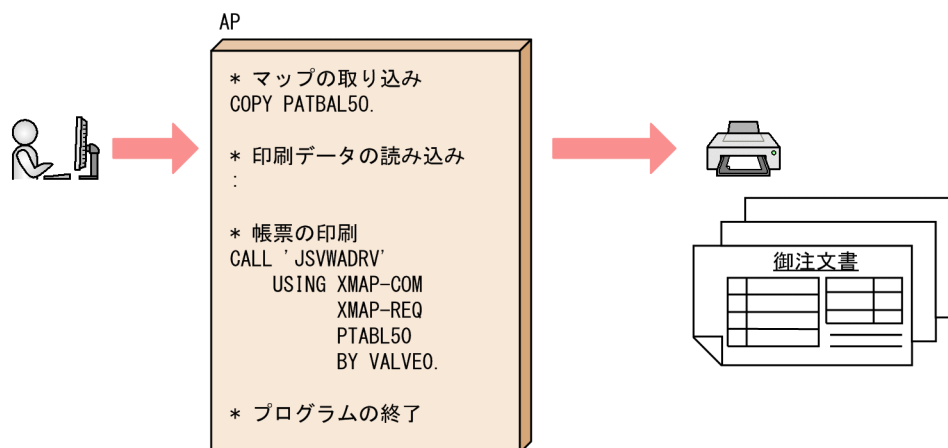 AP
* マップの取り込み
COPY PATBAL50.
* 印刷データの読み込み
:
* 帳票の印刷
CALL 'JSVWADRV'
USING XMAP-COM
XMAP-REQ
PTABL50
BY VALVE0.
* プログラムの終了
御注文書